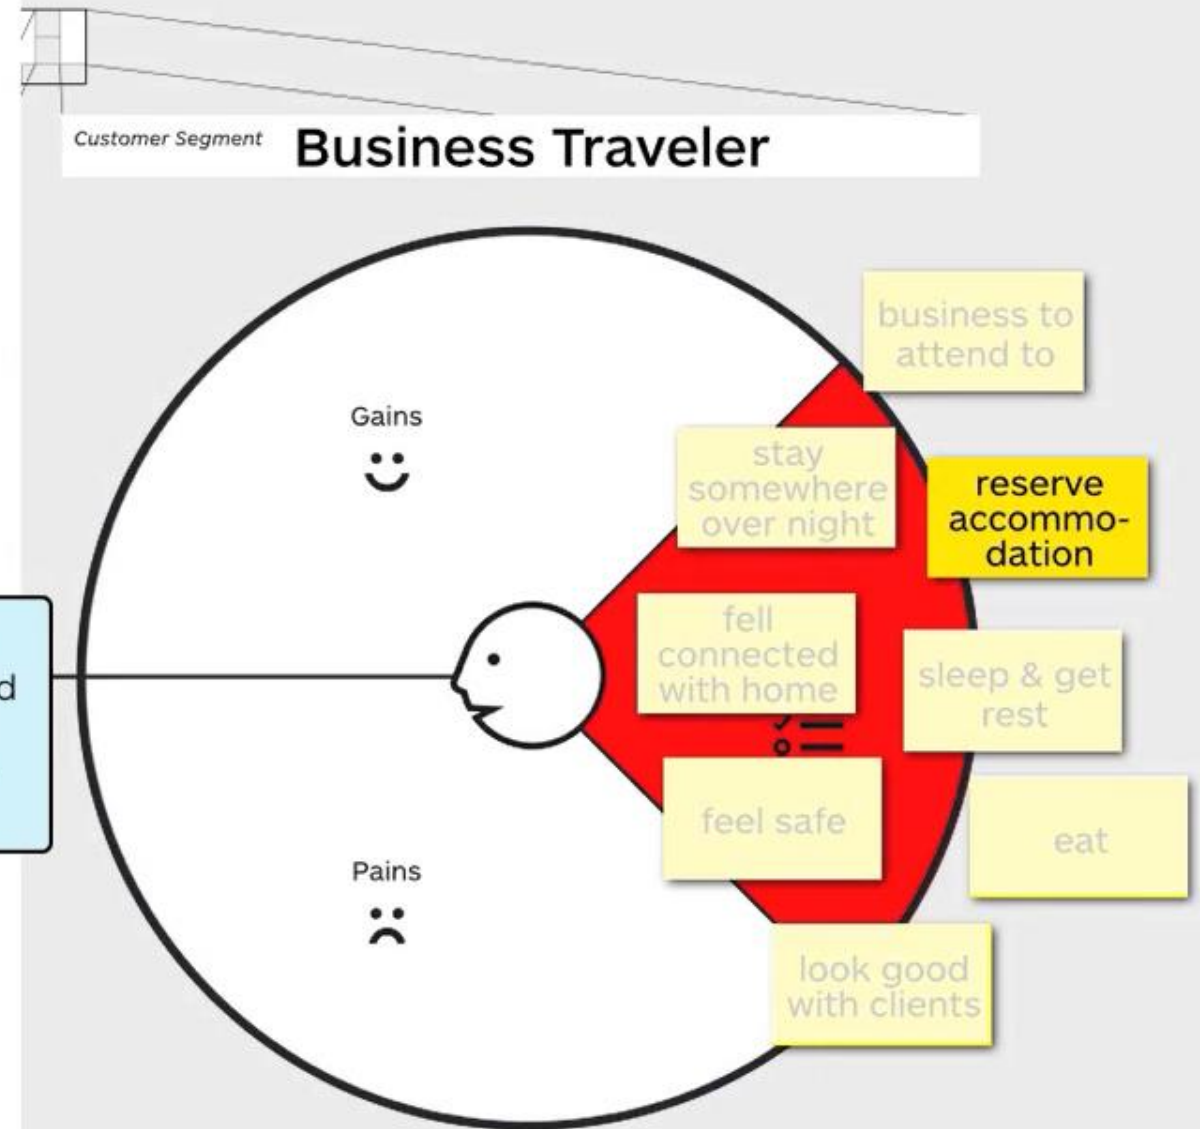 Customer Segment
Business Traveler
business to
attend to
Gains
stay
somewhere
over night
reserve
accommo-
dation
fell
connected
with home
sleep & get
rest
d
feel safe
eat
Pains
look good
with clients